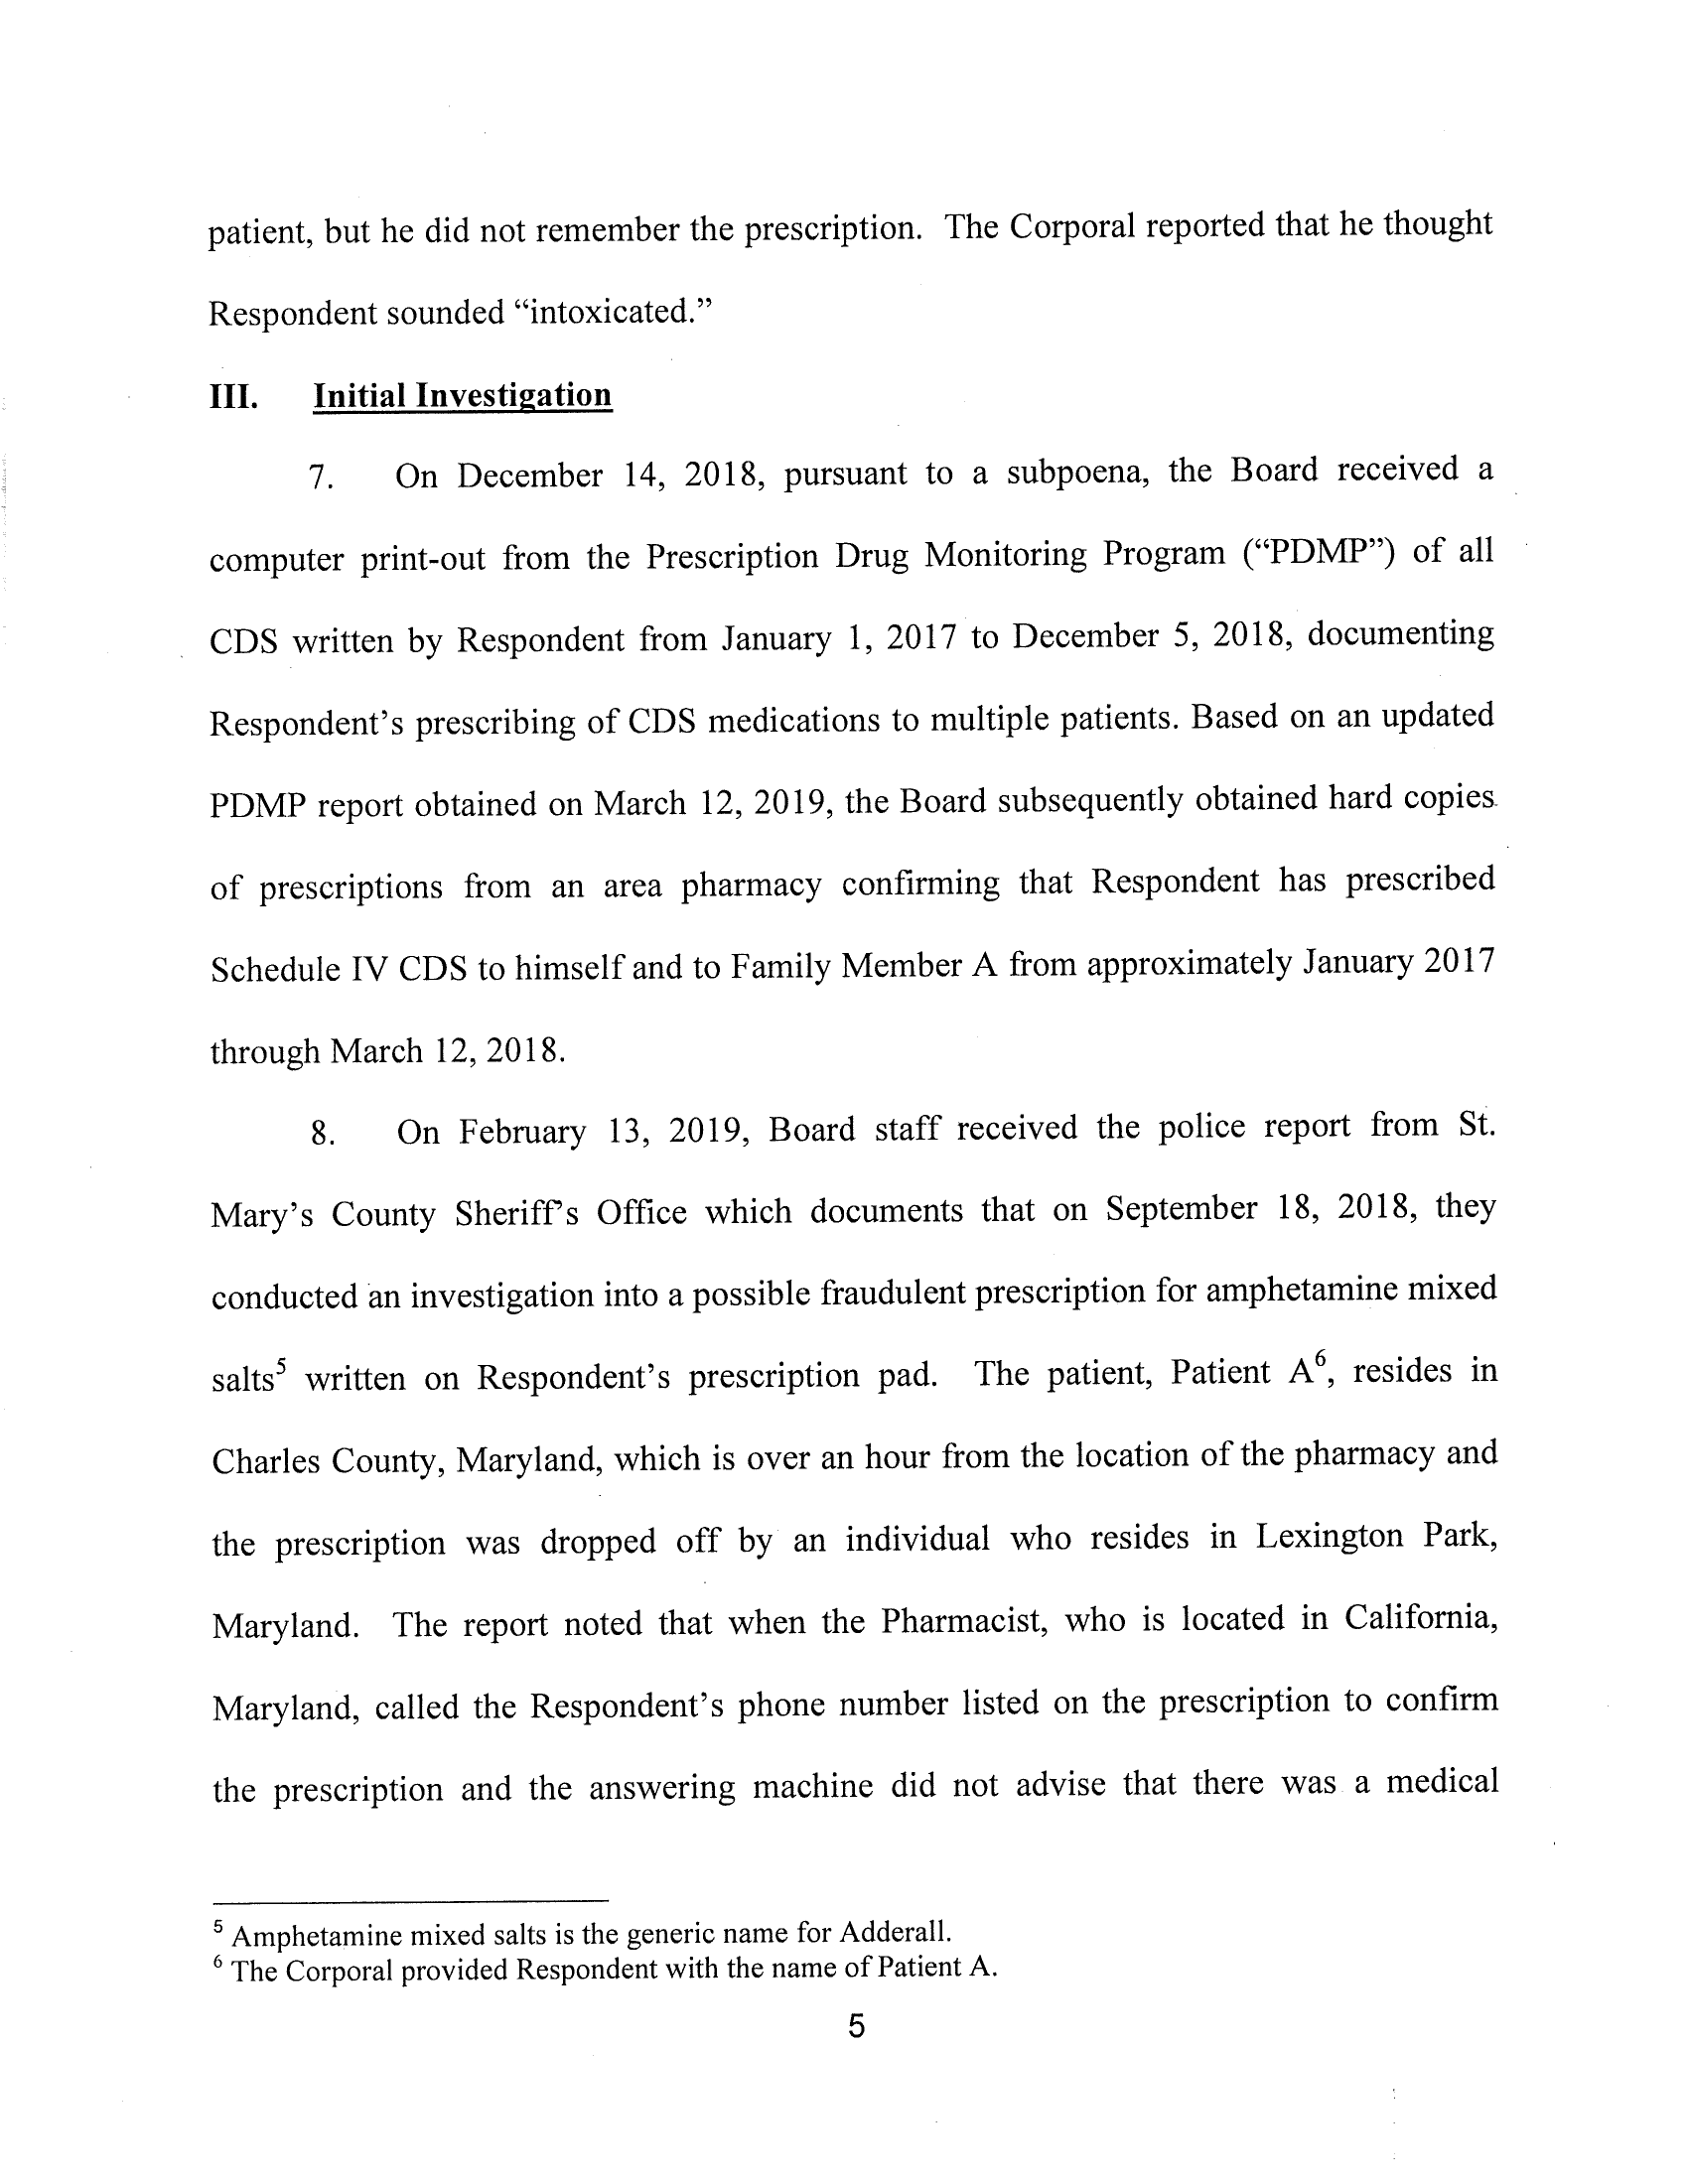 patient, but he did not remember the prescription. The Corporal reported that he thought
Respondent sounded “intoxicated.”
III. Initial Investigation
7. On December 14, 2018, pursuant to a subpoena, the Board received a
computer print-out from the Prescription Drug Monitoring Program (“PDMP”) of all
CDS written by Respondent from January 1, 2017 to December 5, 2018, documenting
Respondent’s prescribing of CDS medications to multiple patients. Based on an updated
PDMP report obtained on March 12, 2019, the Board subsequently obtained hard copies
of prescriptions from an area pharmacy confirming that Respondent has prescribed
Schedule IV CDS to himself and to Family Member A from approximately January 2017
through March 12, 2018.
8. On February 13, 2019, Board staff received the police report from St.
Mary’s County Sheriff’s Office which documents that on September 18, 2018, they
conducted an investigation into a possible fraudulent prescription for amphetamine mixed
salts⁵ written on Respondent’s prescription pad. The patient, Patient A⁶, resides in
Charles County, Maryland, which is over an hour from the location of the pharmacy and
the prescription was dropped off by an individual who resides in Lexington Park,
Maryland. The report noted that when the Pharmacist, who is located in California,
Maryland, called the Respondent’s phone number listed on the prescription to confirm
the prescription and the answering machine did not advise that there was a medical
⁵ Amphetamine mixed salts is the generic name for Adderall.
⁶ The Corporal provided Respondent with the name of Patient A.
5